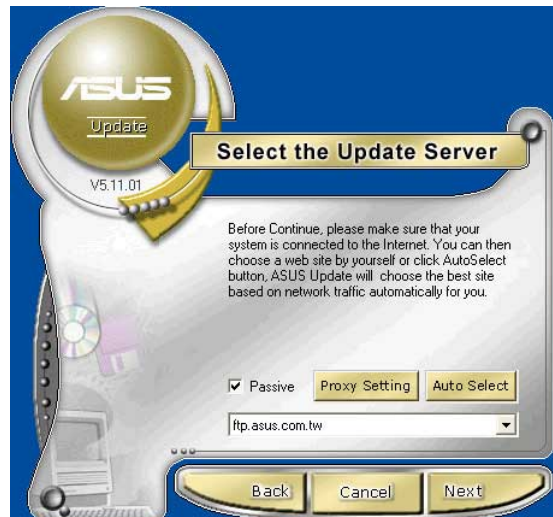 ASUS
Update
V5.11.01
Select the Update Server
Before Continue, please make sure that your
system is connected to the Internet. You can then
choose a web site by yourself or click AutoSelect
button, ASUS Update will choose the best site
based on network traffic automatically for you.
Passive Proxy Setting Auto Select
ftp.asus.com.tw
Back Cancel Next